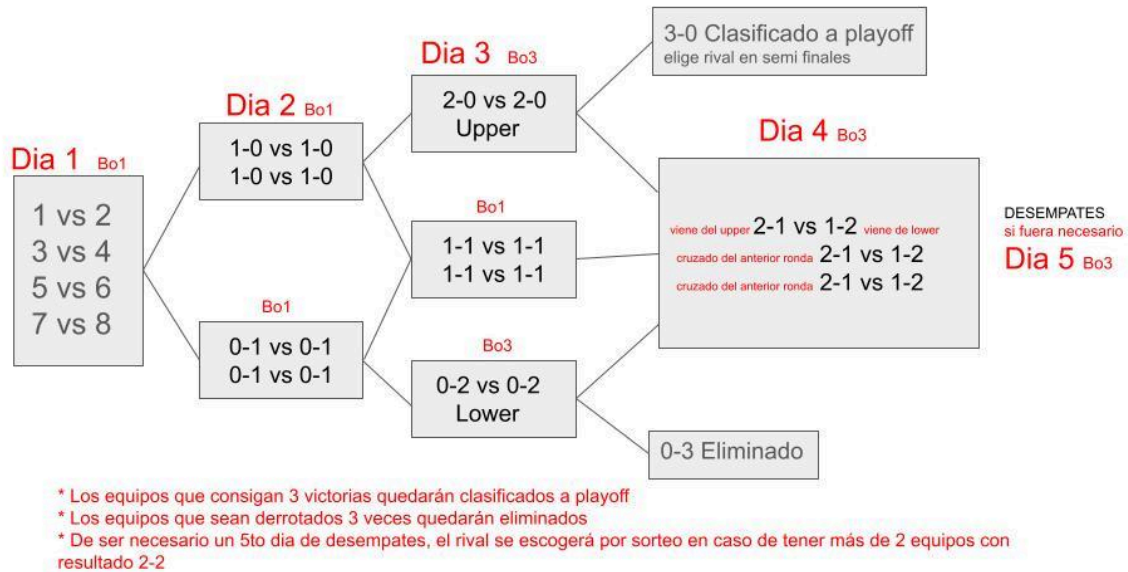 Dia 1 Bo1
1 vs 2
3 vs 4
5 vs 6
7 vs 8
Dia 2 Bo1
1-0 vs 1-0
1-0 vs 1-0
Bo1
0-1 vs 0-1
0-1 vs 0-1
Dia 3 Bo3
2-0 vs 2-0
Upper
Bo1
1-1 vs 1-1
1-1 vs 1-1
Bo3
0-2 vs 0-2
Lower
3-0 Clasificado a playoff
elige rival en semi finales
Dia 4 Bo3
viene del upper 2-1 vs 1-2 viene de lower
cruzado del anterior ronda 2-1 vs 1-2
cruzado del anterior ronda 2-1 vs 1-2
0-3 Eliminado
DESEMPATES
si fuera necesario
Dia 5 Bo3
* Los equipos que consigan 3 victorias quedarán clasificados a playoff
* Los equipos que sean derrotados 3 veces quedarán eliminados
* De ser necesario un 5to dia de desempates, el rival se escogerá por sorteo en caso de tener más de 2 equipos con
resultado 2-2